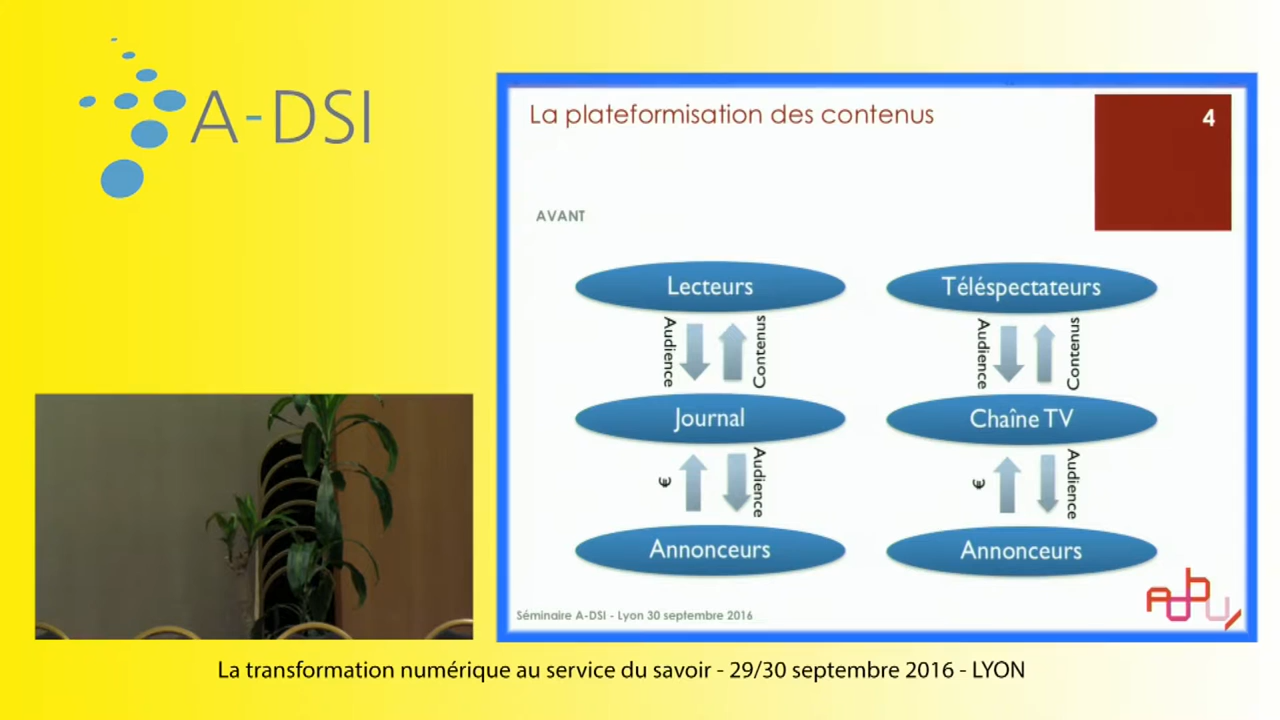 A-DSI
La plateformisation des contenus
4
AVANT
Lecteurs
Téléspectateurs
Audience
Contenus
Audience
Contenus
Journal
Chaîne TV
€
Audience
€
Audience
Annonceurs
Annonceurs
Séminaire A-DSI - Lyon 30 septembre 2016
Adbu
La transformation numérique au service du savoir - 29/30 septembre 2016 - LYON